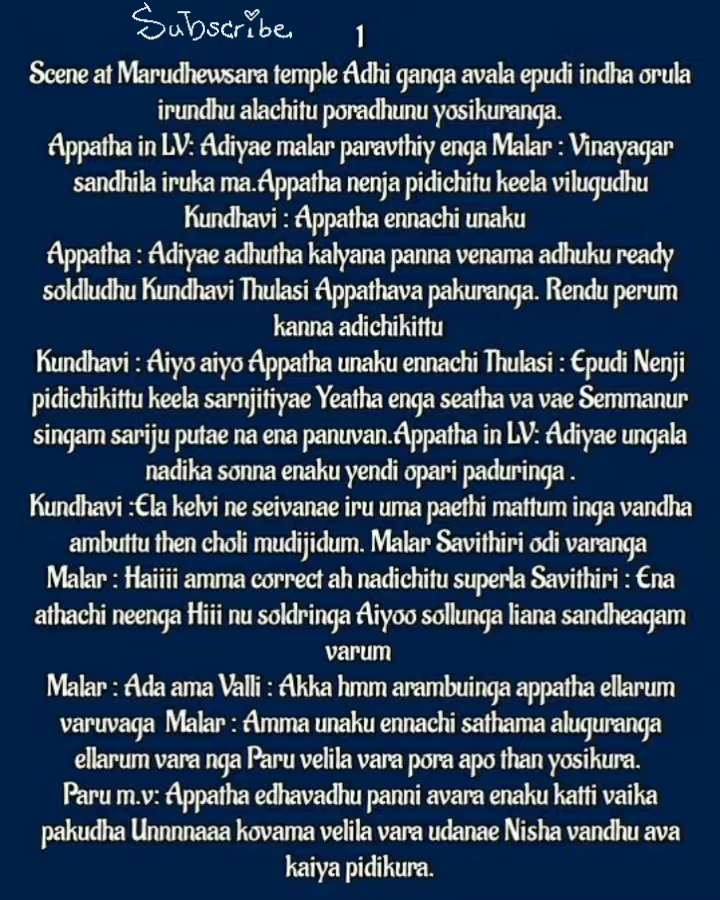 Subscribe
1
Scene at Marudhewsara temple Adhi ganga avala epudi indha orula
irundhu alachitu poradhunu yosikuranga.
Appatha in LV: Adiyae malar paravthiy enga Malar : Vinayagar
sandhila iruka ma.Appatha nenja pidichitu keela vilugudhu
Kundhavi : Appatha ennachi unaku
Appatha : Adiyae adhutha kalyana panna venama adhuku ready
soldludhu Kundhavi Thulasi Appathava pakuranga. Rendu perum
kanna adichikittu
Kundhavi : Aiyo aiyo Appatha unaku ennachi Thulasi : Epudi Nenji
pidichikittu keela sarnjitiyae Yeatha enga seatha va vae Semmanur
singam sariju putae na ena panuvan.Appatha in LV: Adiyae ungala
nadika sonna enaku yendi opari paduringa .
Kundhavi :Ela kelvi ne seivanae iru uma paethi mattum inga vandha
ambuttu then choli mudijidum. Malar Savithiri odi varanga
Malar : Haiiii amma correct ah nadichitu superla Savithiri : Ena
athachi neenga Hiii nu soldringa Aiyoo sollunga liana sandheagam
varum
Malar : Ada ama Valli : Akka hmm arambuinga appatha ellarum
varuvaga Malar : Amma unaku ennachi sathama aluguranga
ellarum vara nga Paru velila vara pora apo than yosikura.
Paru m.v: Appatha edhavadhu panni avara enaku katti vaika
pakudha Unnnnaaa kovama velila vara udanae Nisha vandhu ava
kaiya pidikura.